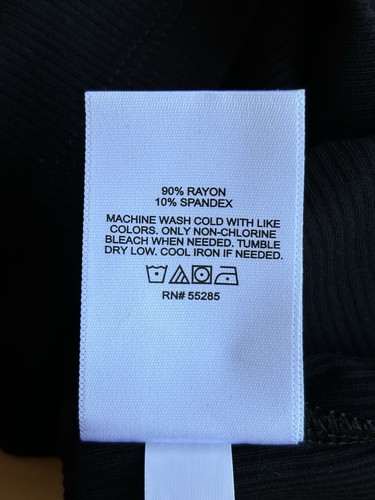 90% RAYON
10% SPANDEX
MACHINE WASH COLD WITH LIKE
COLORS. ONLY NON-CHLORINE
BLEACH WHEN NEEDED. TUMBLE
DRY LOW. COOL IRON IF NEEDED.
RN# 55285